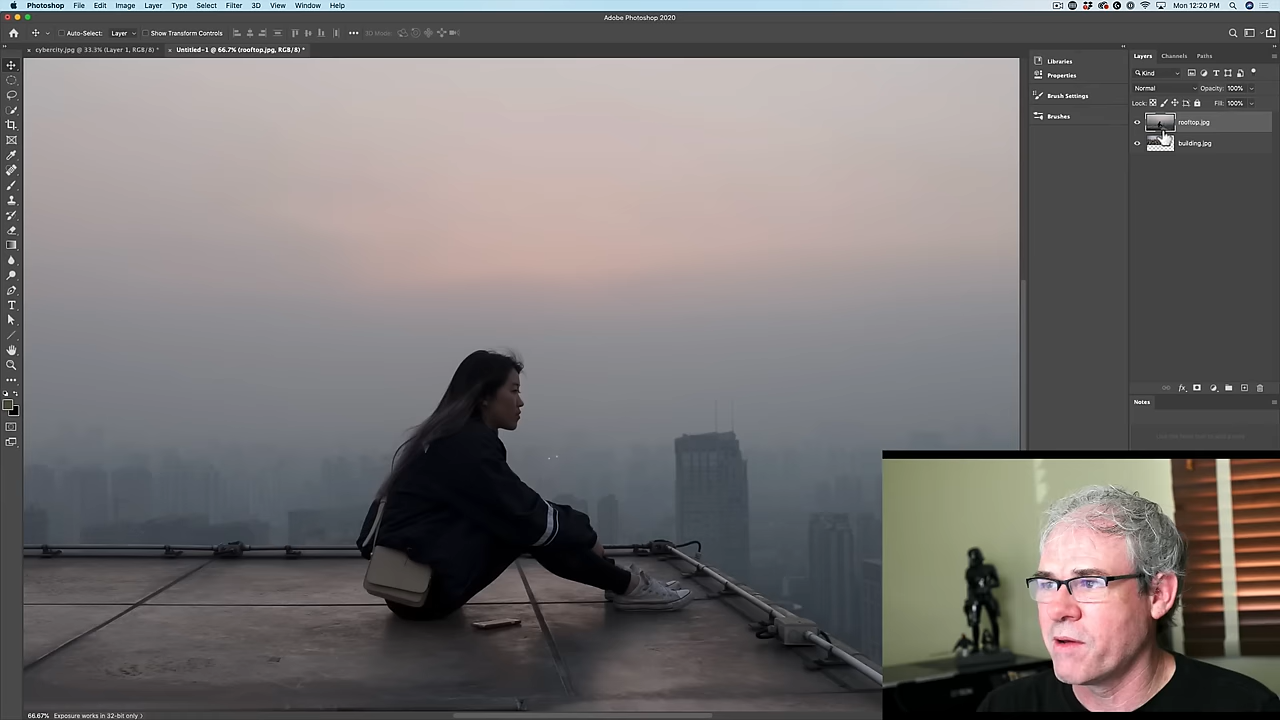 Photoshop File Edit Image Layer Type Select Filter 3D View Window Help Mon 12:20 PM
Adobe Photoshop 2020
Auto-Select: Layer Show Transform Controls 3D Mode:
× cybercity.jpg @ 33.3% (Layer 1, RGB/8) * × Untitled-1 @ 66.7% (rooftop.jpg, RGB/8) *
Libraries
Properties
Brush Settings
Brushes
Layers Channels Paths
Kind
Normal Opacity: 100%
Lock: Fill: 100%
rooftop.jpg
building.jpg
Notes
66.67% Exposure works in 32-bit only